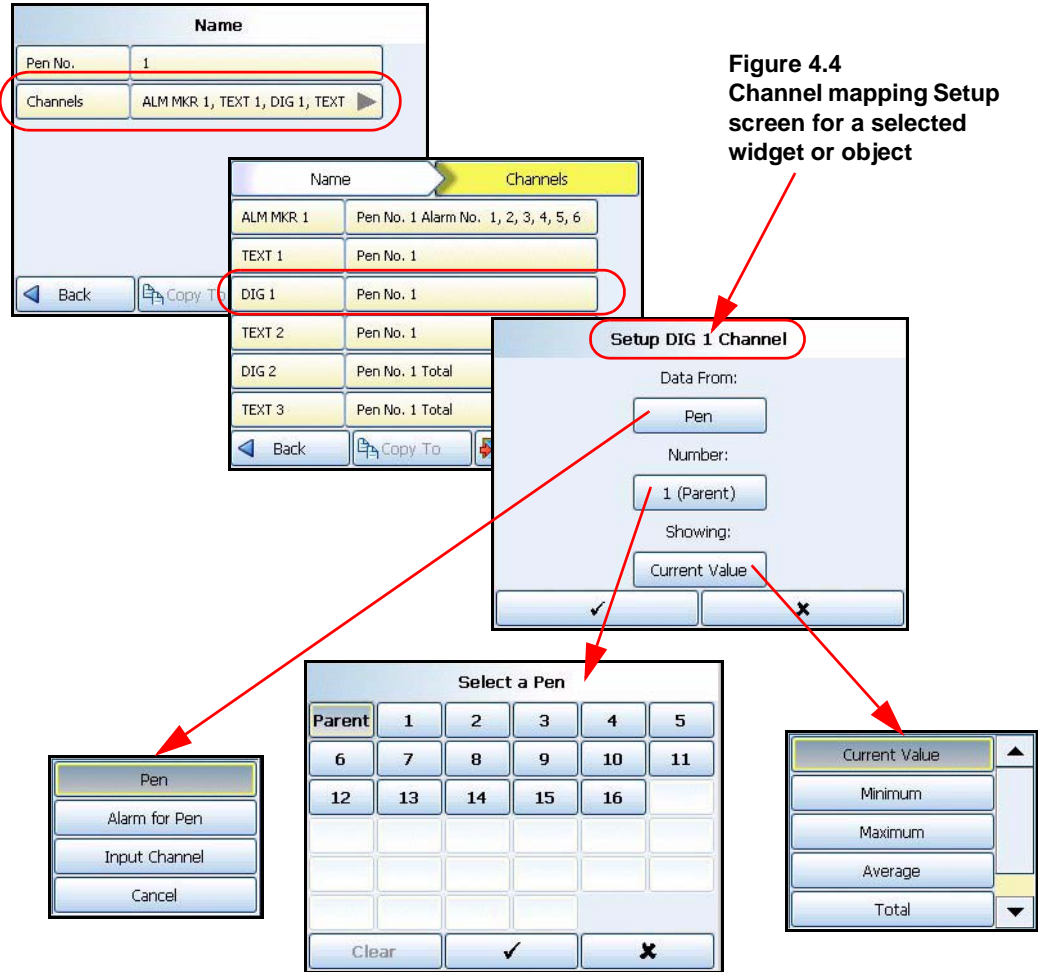 Name
Pen No. 1
Channels ALM MKR 1, TEXT 1, DIG 1, TEXT
Back Copy To
Figure 4.4
Channel mapping Setup
screen for a selected
widget or object
Name Channels
ALM MKR 1 Pen No. 1 Alarm No. 1, 2, 3, 4, 5, 6
TEXT 1 Pen No. 1
DIG 1 Pen No. 1
TEXT 2 Pen No. 1
DIG 2 Pen No. 1 Total
TEXT 3 Pen No. 1 Total
Back Copy To
Setup DIG 1 Channel
Data From:
Pen
Number:
1 (Parent)
Showing:
Current Value
✓ ✗
Pen
Alarm for Pen
Input Channel
Cancel
Select a Pen
Parent 1 2 3 4 5
6 7 8 9 10 11
12 13 14 15 16
Clear ✓ ✗
Current Value
Minimum
Maximum
Average
Total